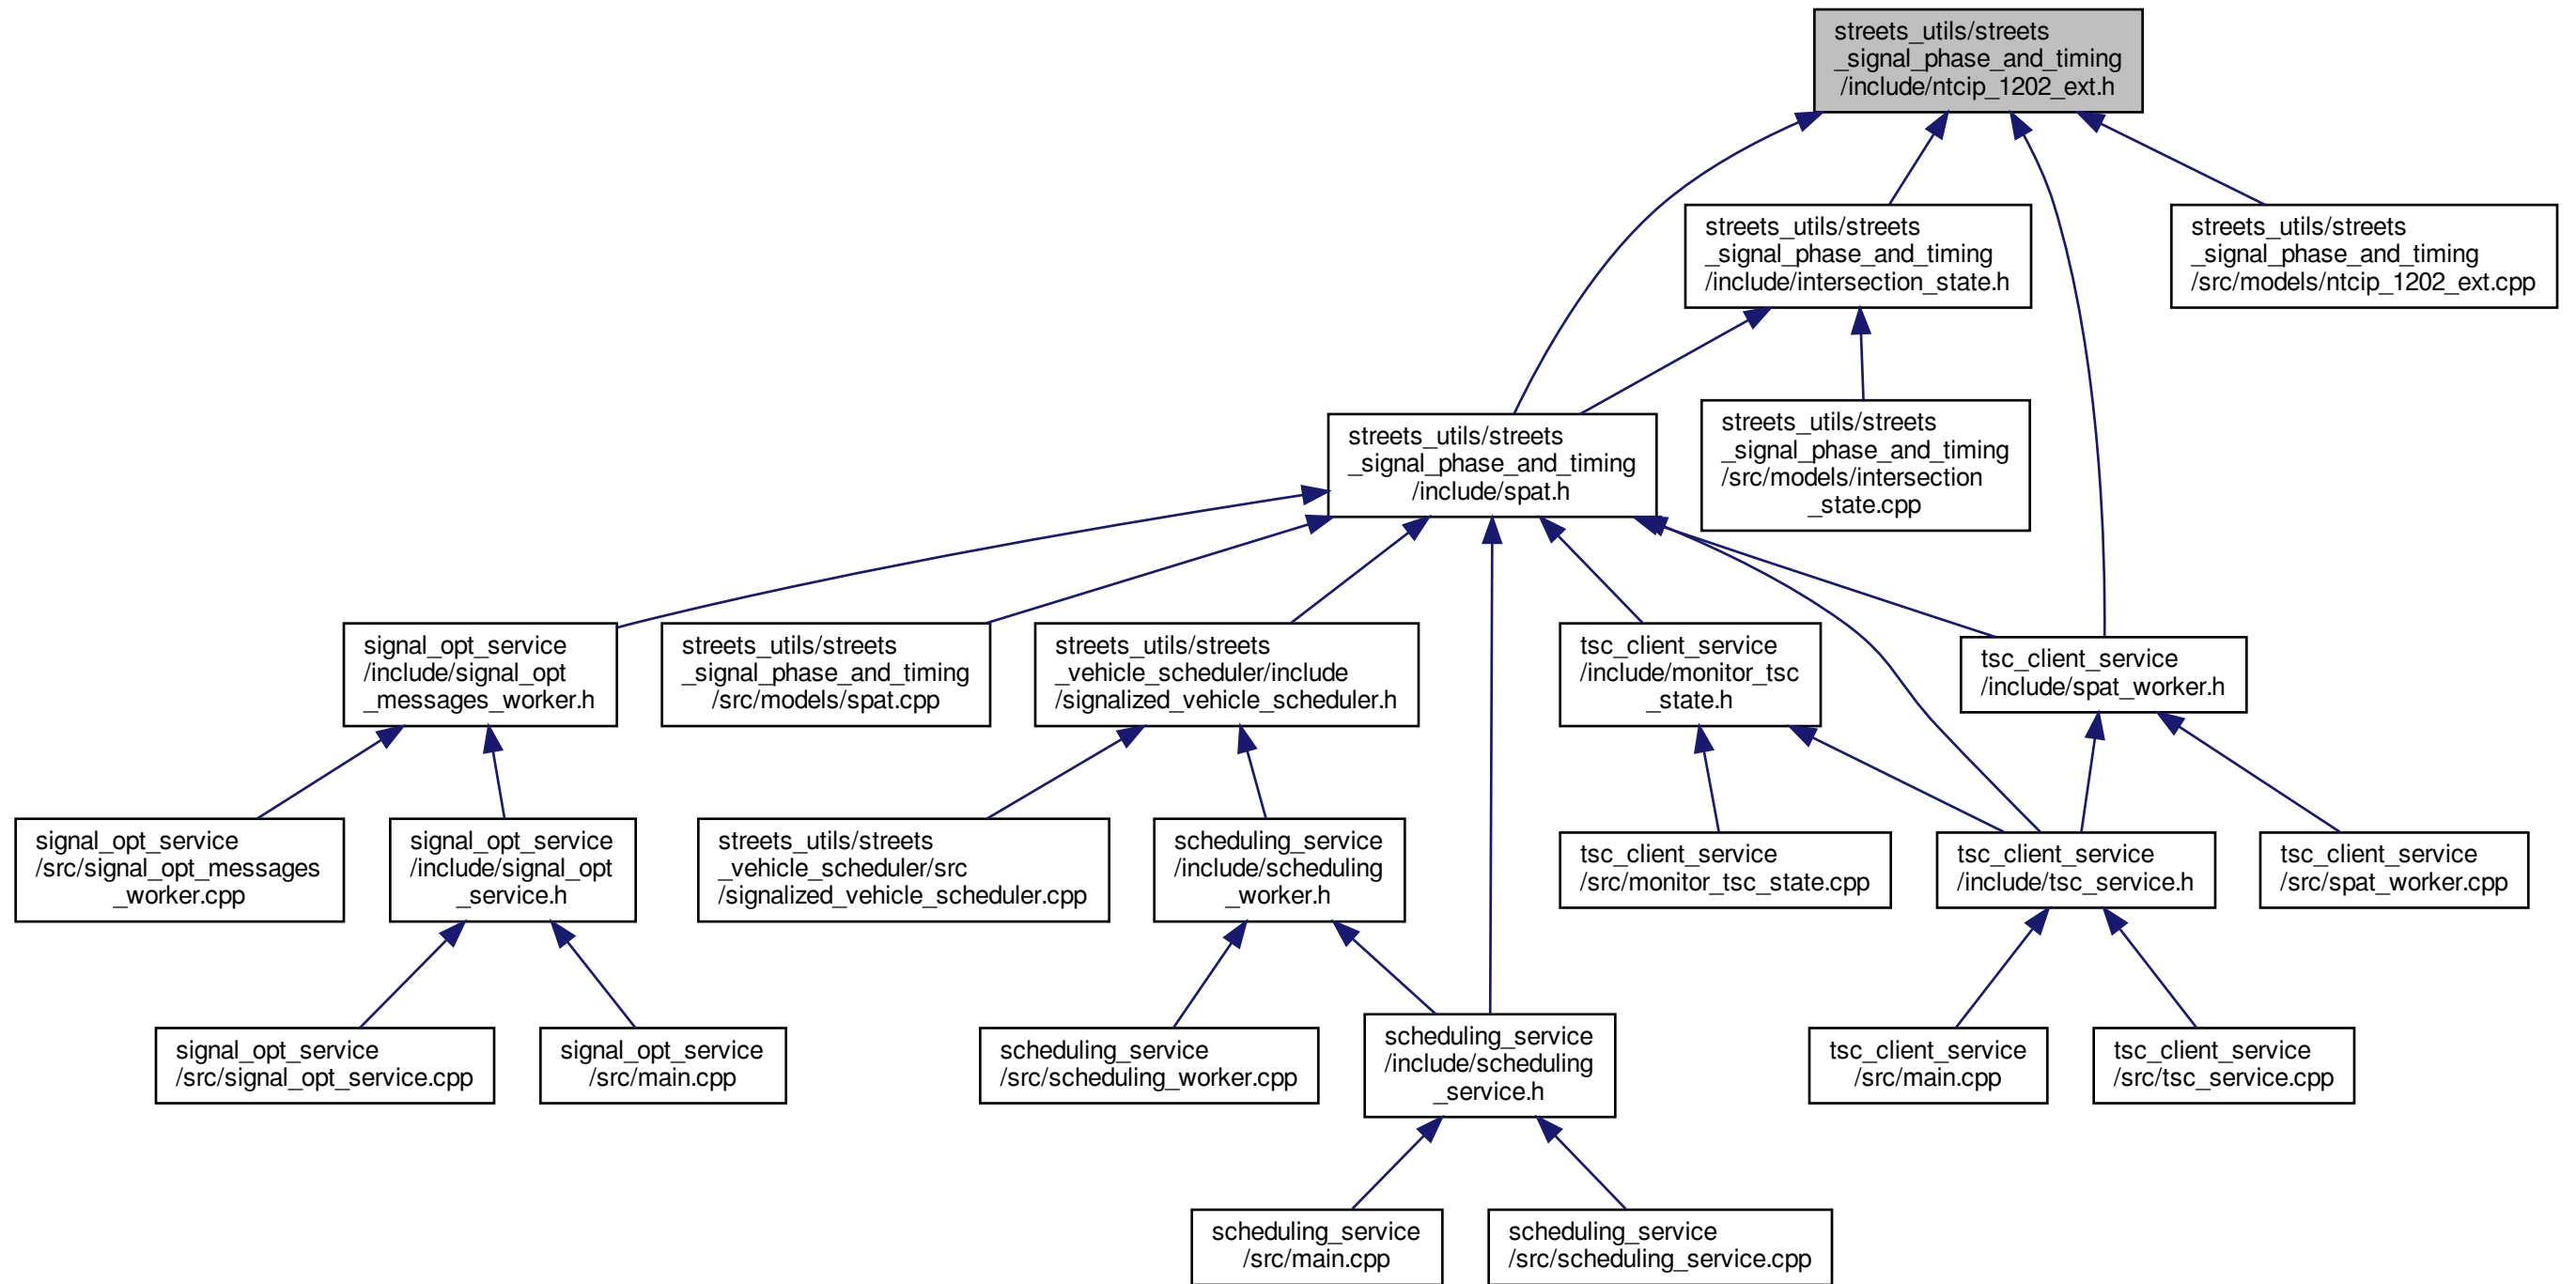 streets_utils/streets
_signal_phase_and_timing
/include/ntcip_1202_ext.h
streets_utils/streets
_signal_phase_and_timing
/include/intersection_state.h
streets_utils/streets
_signal_phase_and_timing
/src/models/ntcip_1202_ext.cpp
streets_utils/streets
_signal_phase_and_timing
/include/spat.h
streets_utils/streets
_signal_phase_and_timing
/src/models/intersection
_state.cpp
signal_opt_service
/include/signal_opt
_messages_worker.h
streets_utils/streets
_signal_phase_and_timing
/src/models/spat.cpp
streets_utils/streets
_vehicle_scheduler/include
/signalized_vehicle_scheduler.h
tsc_client_service
/include/monitor_tsc
_state.h
tsc_client_service
/include/spat_worker.h
signal_opt_service
/src/signal_opt_messages
_worker.cpp
signal_opt_service
/include/signal_opt
_service.h
streets_utils/streets
_vehicle_scheduler/src
/signalized_vehicle_scheduler.cpp
scheduling_service
/include/scheduling
_worker.h
tsc_client_service
/src/monitor_tsc_state.cpp
tsc_client_service
/include/tsc_service.h
tsc_client_service
/src/spat_worker.cpp
signal_opt_service
/src/signal_opt_service.cpp
signal_opt_service
/src/main.cpp
scheduling_service
/src/scheduling_worker.cpp
scheduling_service
/include/scheduling
_service.h
tsc_client_service
/src/main.cpp
tsc_client_service
/src/tsc_service.cpp
scheduling_service
/src/main.cpp
scheduling_service
/src/scheduling_service.cpp